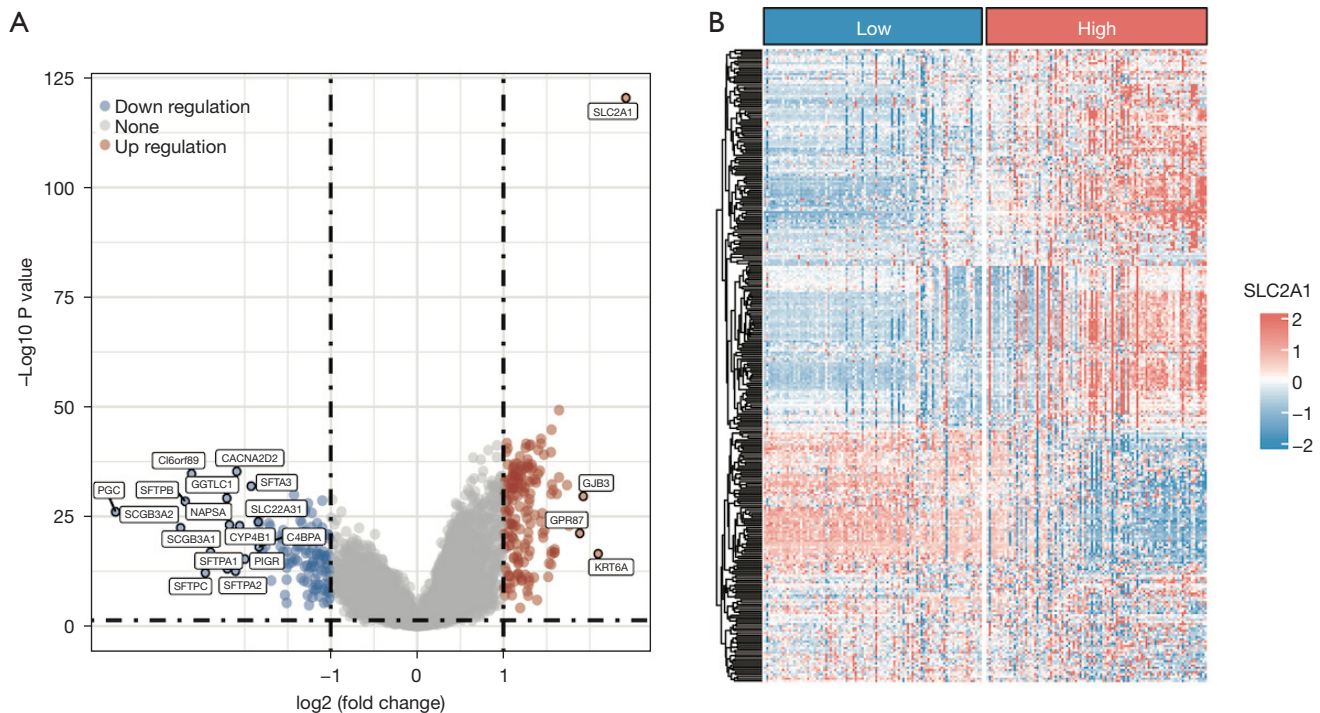 A
125
100
75
50
25
0
−Log10 P value
Down regulation
None
Up regulation
SLC2A1
CI6orf89
CACNA2D2
PGC
SFTPB
GGTLC1
SFTA3
SCGB3A2
NAPSA
SLC22A31
SCGB3A1
CYP4B1
C4BPA
SFTPA1
PIGR
SFTPC
SFTPA2
GJB3
GPR87
KRT6A
−1
0
1
log2 (fold change)
B
Low
High
SLC2A1
2
1
0
−1
−2